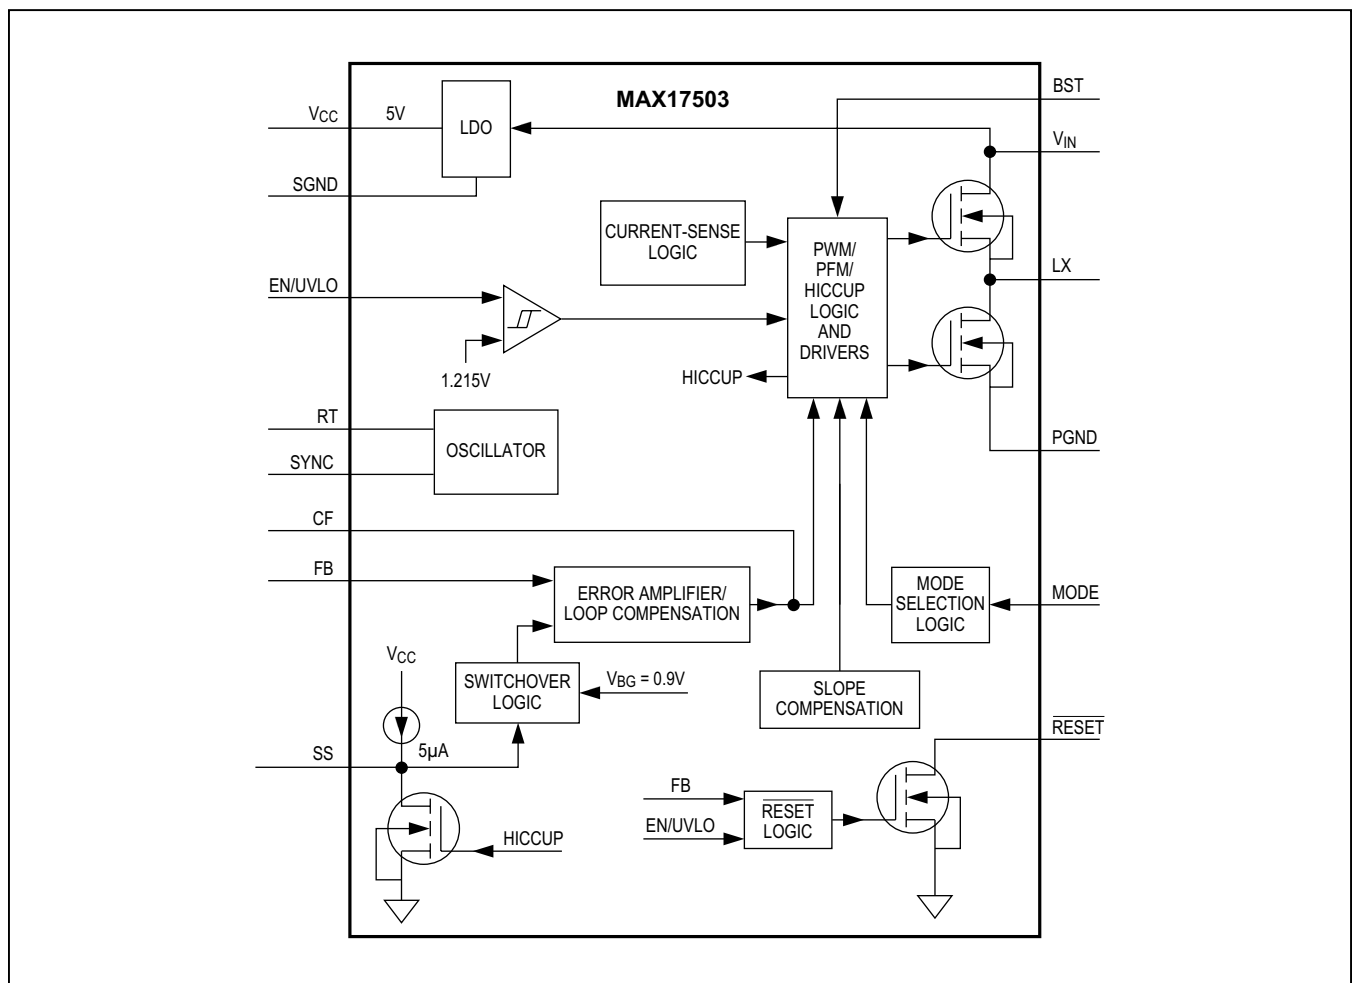 MAX17503
BST
VCC
5V
LDO
VIN
SGND
CURRENT-SENSE
LOGIC
PWM/
PFM/
HICCUP
LOGIC
AND
DRIVERS
LX
EN/UVLO
1.215V
HICCUP
RT
OSCILLATOR
PGND
SYNC
CF
FB
ERROR AMPLIFIER/
LOOP COMPENSATION
MODE
SELECTION
LOGIC
MODE
VCC
SWITCHOVER
LOGIC
VBG = 0.9V
SLOPE
COMPENSATION
RESET
SS
5µA
FB
RESET
LOGIC
EN/UVLO
HICCUP